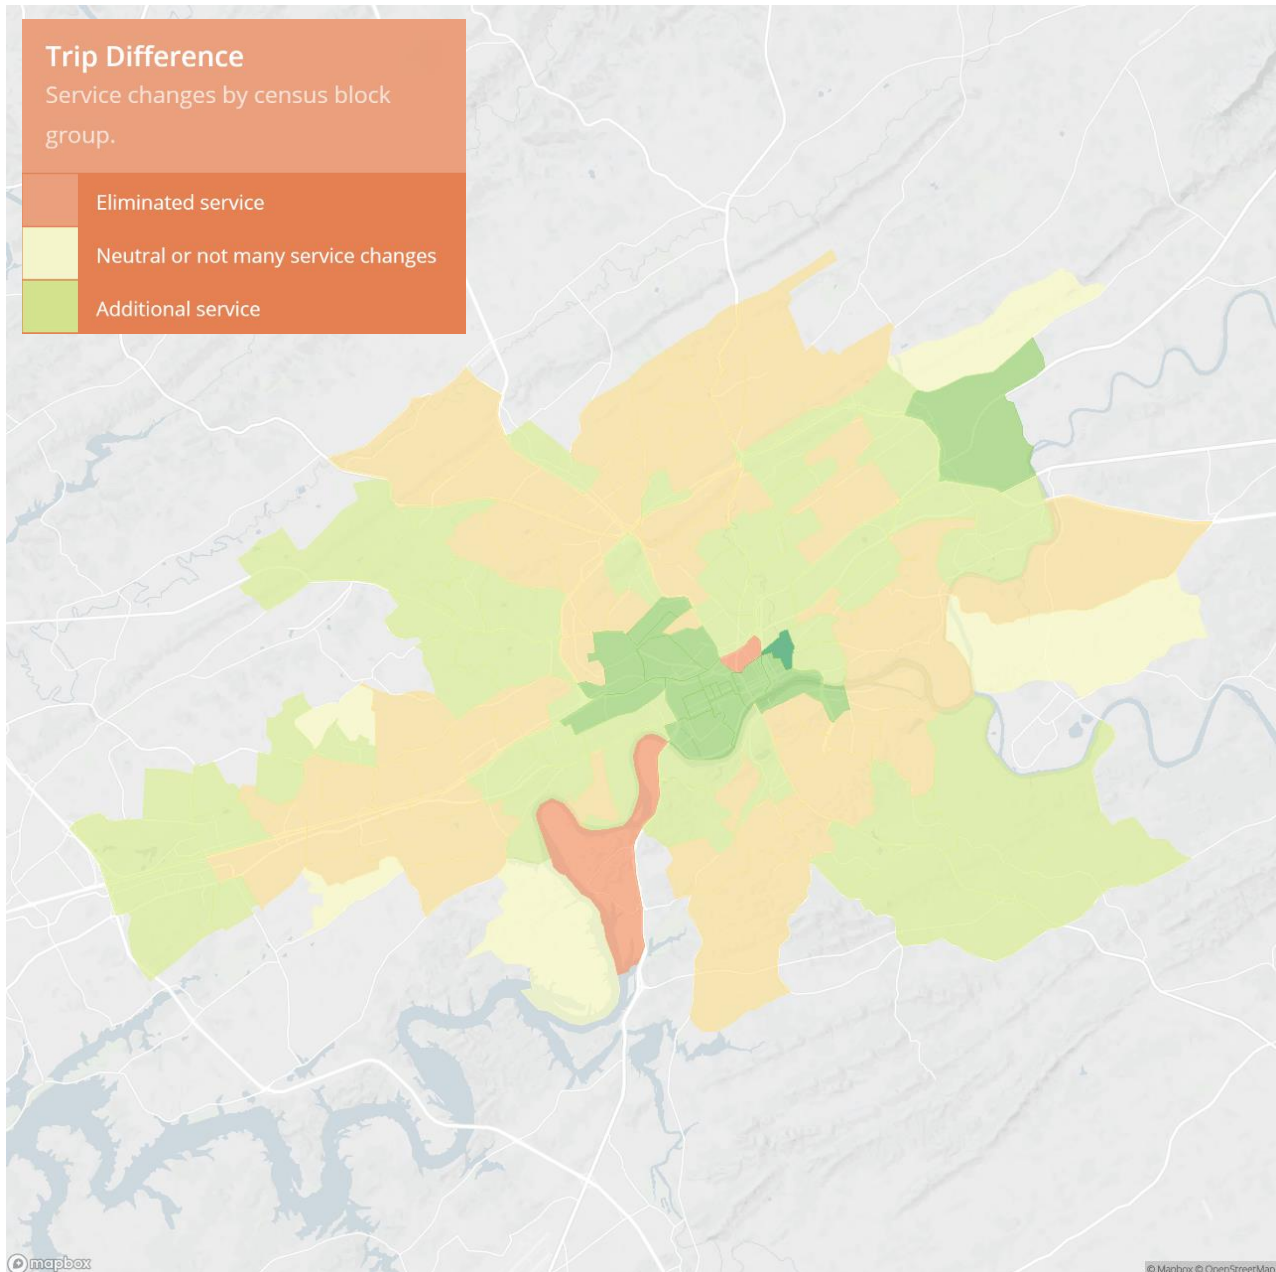 Trip Difference
Service changes by census block
group.
Eliminated service
Neutral or not many service changes
Additional service
mapbox
© Mapbox © OpenStreetMap